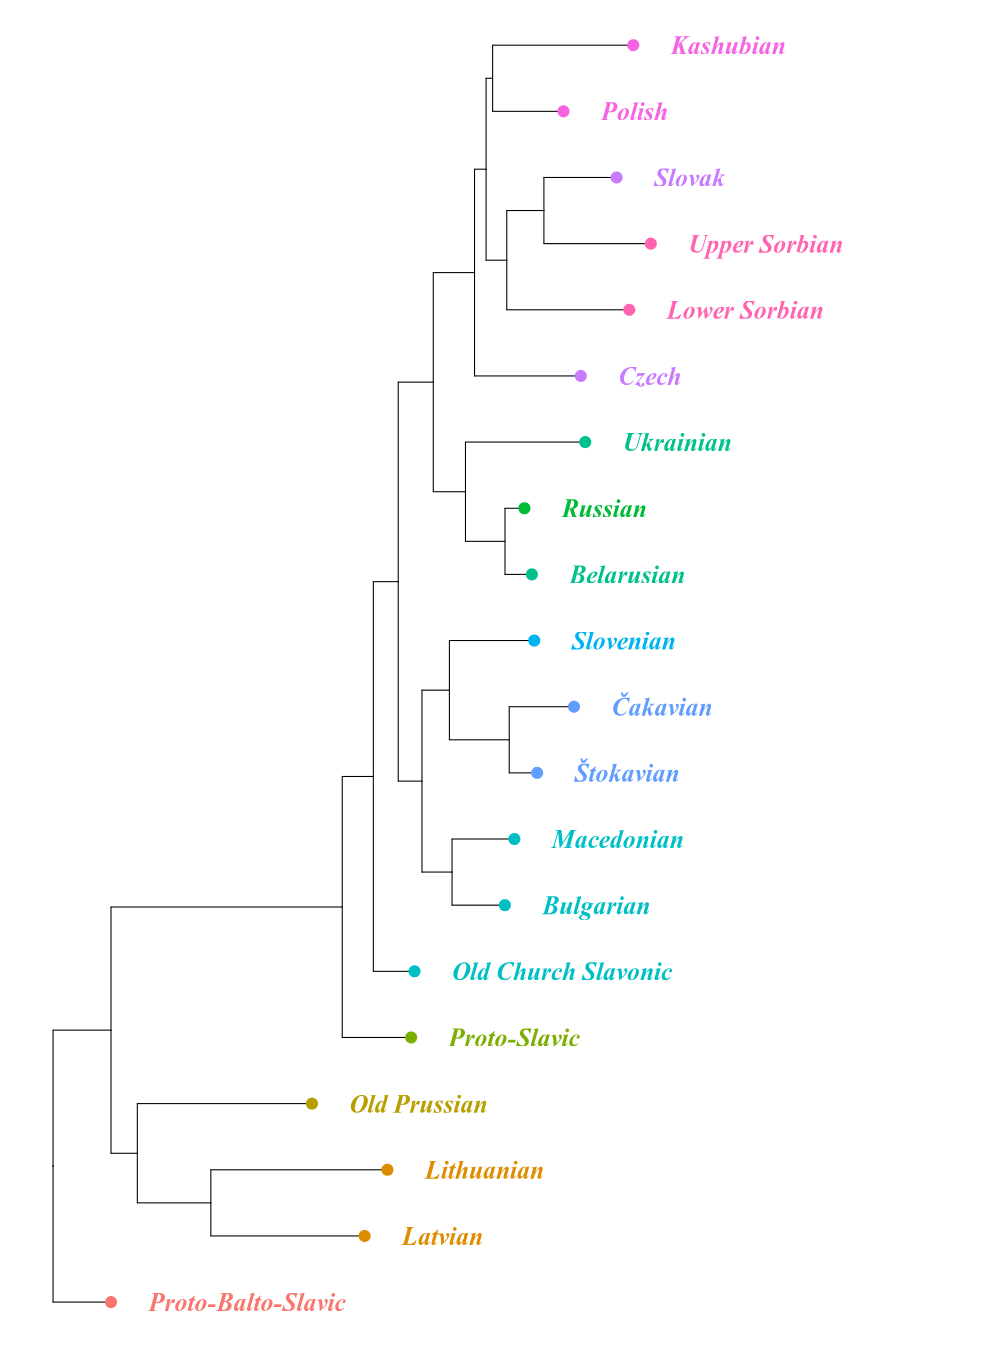 Kashubian
Polish
Slovak
Upper Sorbian
Lower Sorbian
Czech
Ukrainian
Russian
Belarusian
Slovenian
Čakavian
Štokavian
Macedonian
Bulgarian
Old Church Slavonic
Proto-Slavic
Old Prussian
Lithuanian
Latvian
Proto-Balto-Slavic